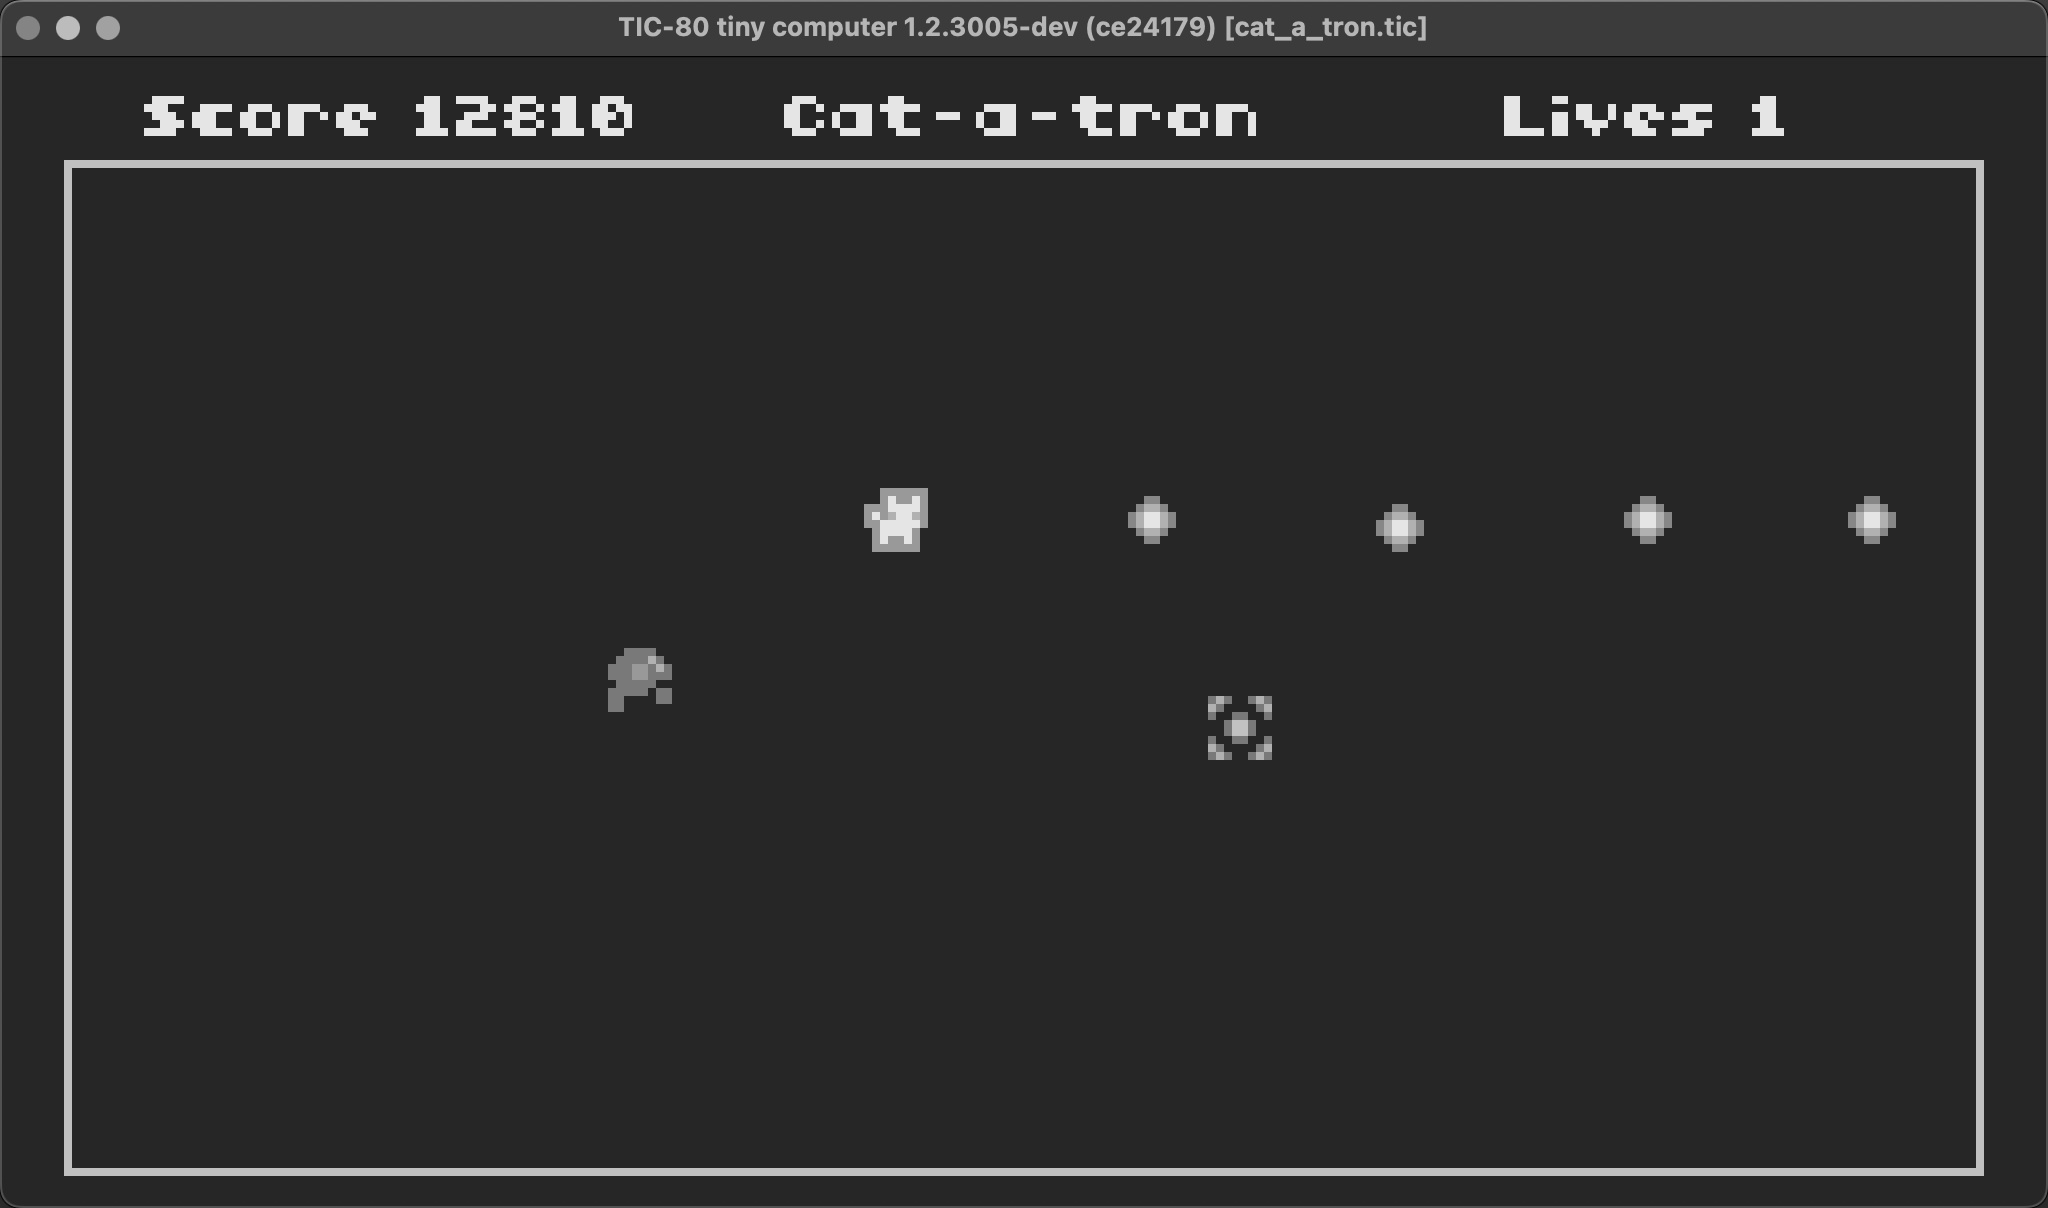 TIC-80 tiny computer 1.2.3005-dev (ce24179) [cat_a_tron.tic]
Score 12810 Cat-a-tron Lives 1